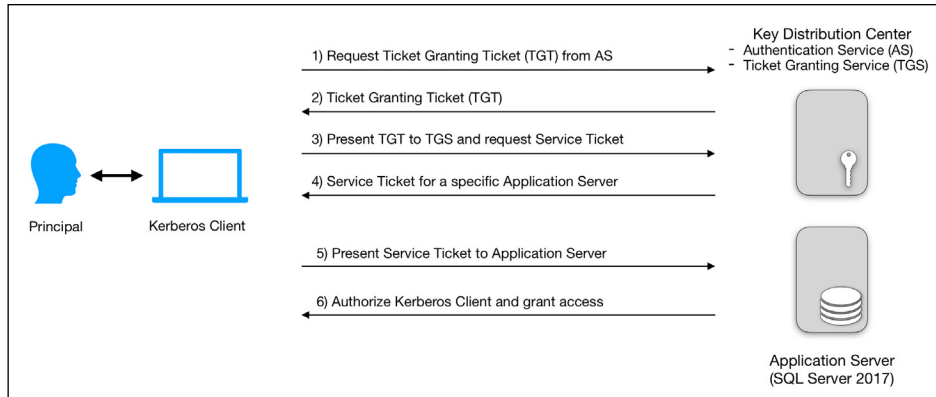 Key Distribution Center
- Authentication Service (AS)
- Ticket Granting Service (TGS)
1) Request Ticket Granting Ticket (TGT) from AS
2) Ticket Granting Ticket (TGT)
3) Present TGT to TGS and request Service Ticket
4) Service Ticket for a specific Application Server
Principal
Kerberos Client
5) Present Service Ticket to Application Server
6) Authorize Kerberos Client and grant access
Application Server
(SQL Server 2017)